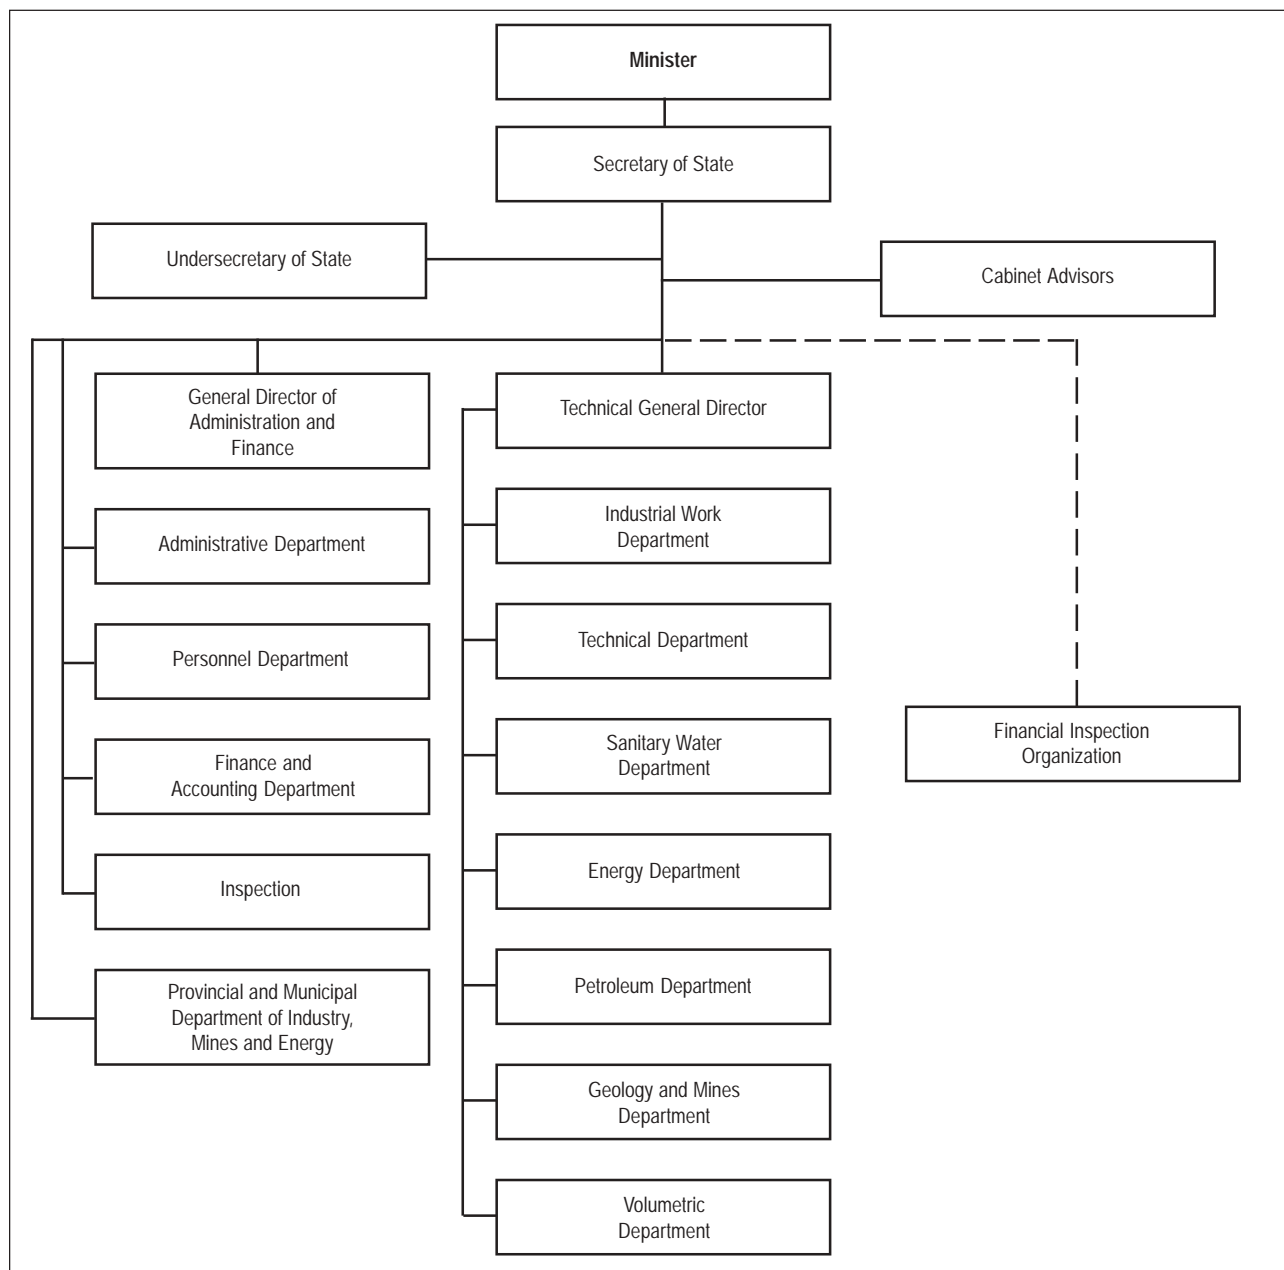 Minister
Secretary of State
Undersecretary of State
Cabinet Advisors
General Director of
Administration and
Finance
Technical General Director
Administrative Department
Industrial Work
Department
Personnel Department
Technical Department
Finance and
Accounting Department
Sanitary Water
Department
Financial Inspection
Organization
Inspection
Energy Department
Provincial and Municipal
Department of Industry,
Mines and Energy
Petroleum Department
Geology and Mines
Department
Volumetric
Department